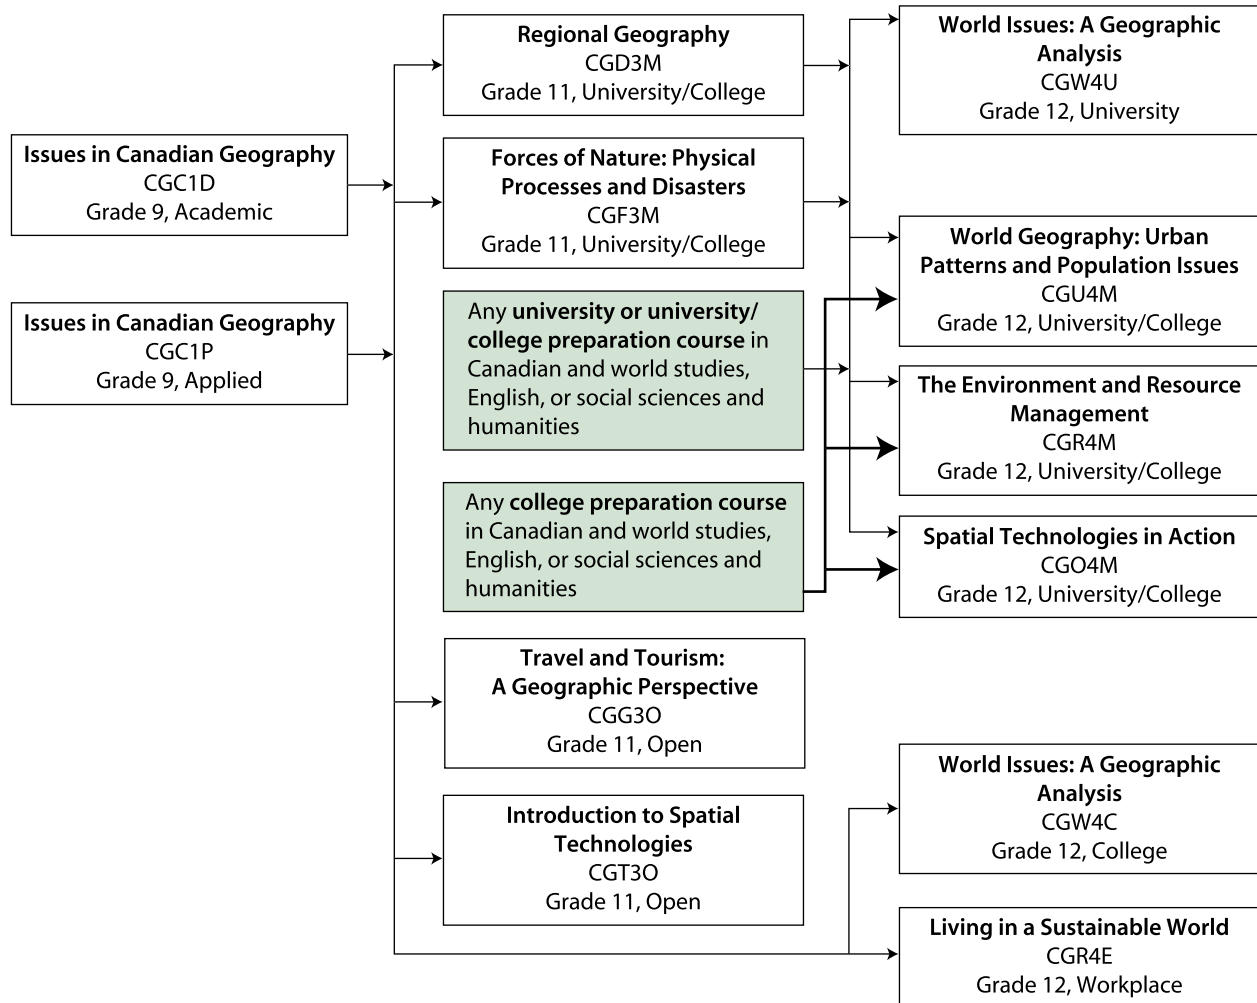 Issues in Canadian Geography
CGC1D
Grade 9, Academic
Issues in Canadian Geography
CGC1P
Grade 9, Applied
Regional Geography
CGD3M
Grade 11, University/College
Forces of Nature: Physical
Processes and Disasters
CGF3M
Grade 11, University/College
Any university or university/
college preparation course in
Canadian and world studies,
English, or social sciences and
humanities
Any college preparation course
in Canadian and world studies,
English, or social sciences and
humanities
Travel and Tourism:
A Geographic Perspective
CGG3O
Grade 11, Open
Introduction to Spatial
Technologies
CGT3O
Grade 11, Open
World Issues: A Geographic
Analysis
CGW4U
Grade 12, University
World Geography: Urban
Patterns and Population Issues
CGU4M
Grade 12, University/College
The Environment and Resource
Management
CGR4M
Grade 12, University/College
Spatial Technologies in Action
CGO4M
Grade 12, University/College
World Issues: A Geographic
Analysis
CGW4C
Grade 12, College
Living in a Sustainable World
CGR4E
Grade 12, Workplace